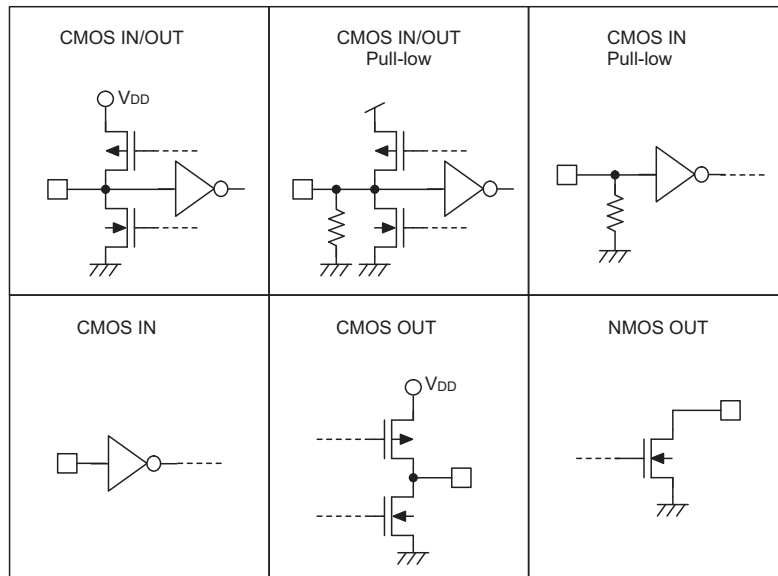 CMOS IN/OUT
VDD
CMOS IN/OUT
Pull-low
CMOS IN
Pull-low
CMOS IN
CMOS OUT
VDD
NMOS OUT